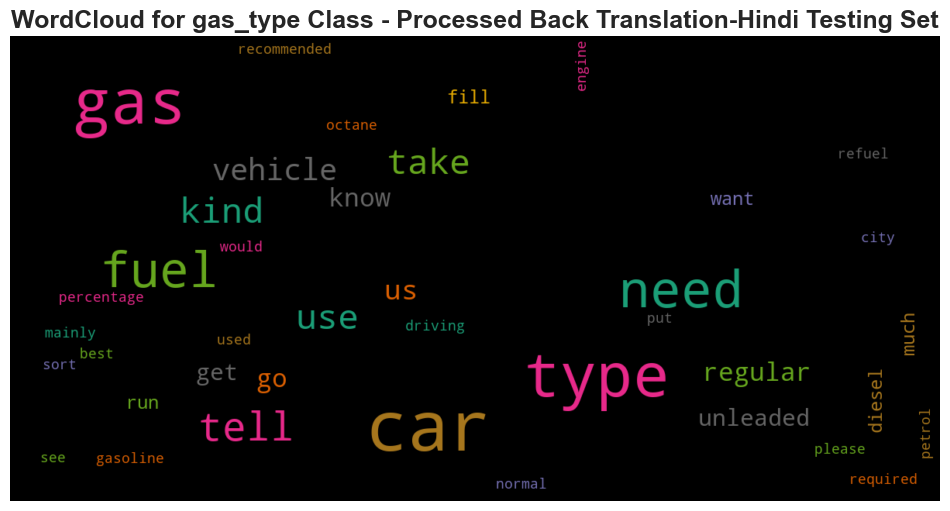 WordCloud for gas_type Class - Processed Back Translation-Hindi Testing Set
recommended
engine
gas
fill
octane
take
vehicle
refuel
know
want
kind
would
city
fuel
need
us
percentage
use
driving
put
mainly
used
much
best
sort
get
go
type
regular
diesel
run
tell
car
unleaded
petrol
see
gasoline
please
normal
required